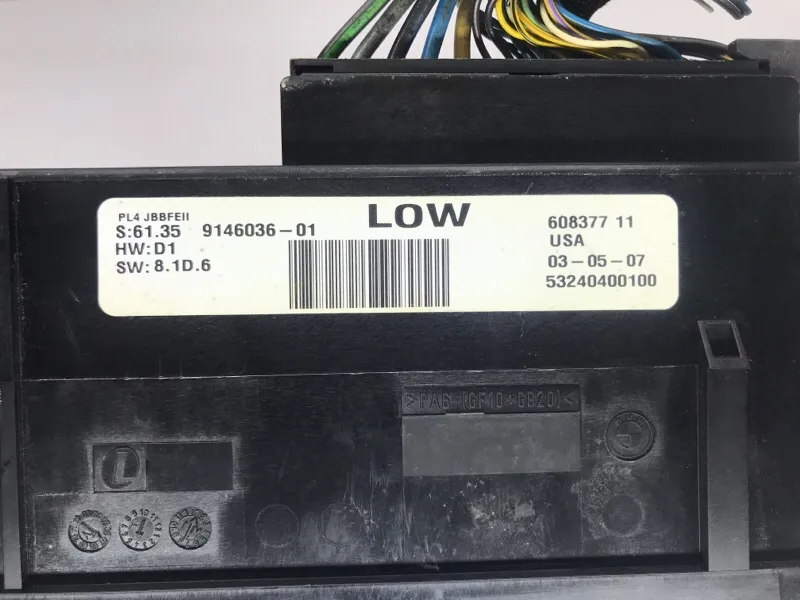 PL4 JBBFEII
S:61.35 9146036-01
HW:D1
SW:8.1D.6
LOW
608377 11
USA
03-05-07
53240400100
>PA6-(GF10+GB20)<